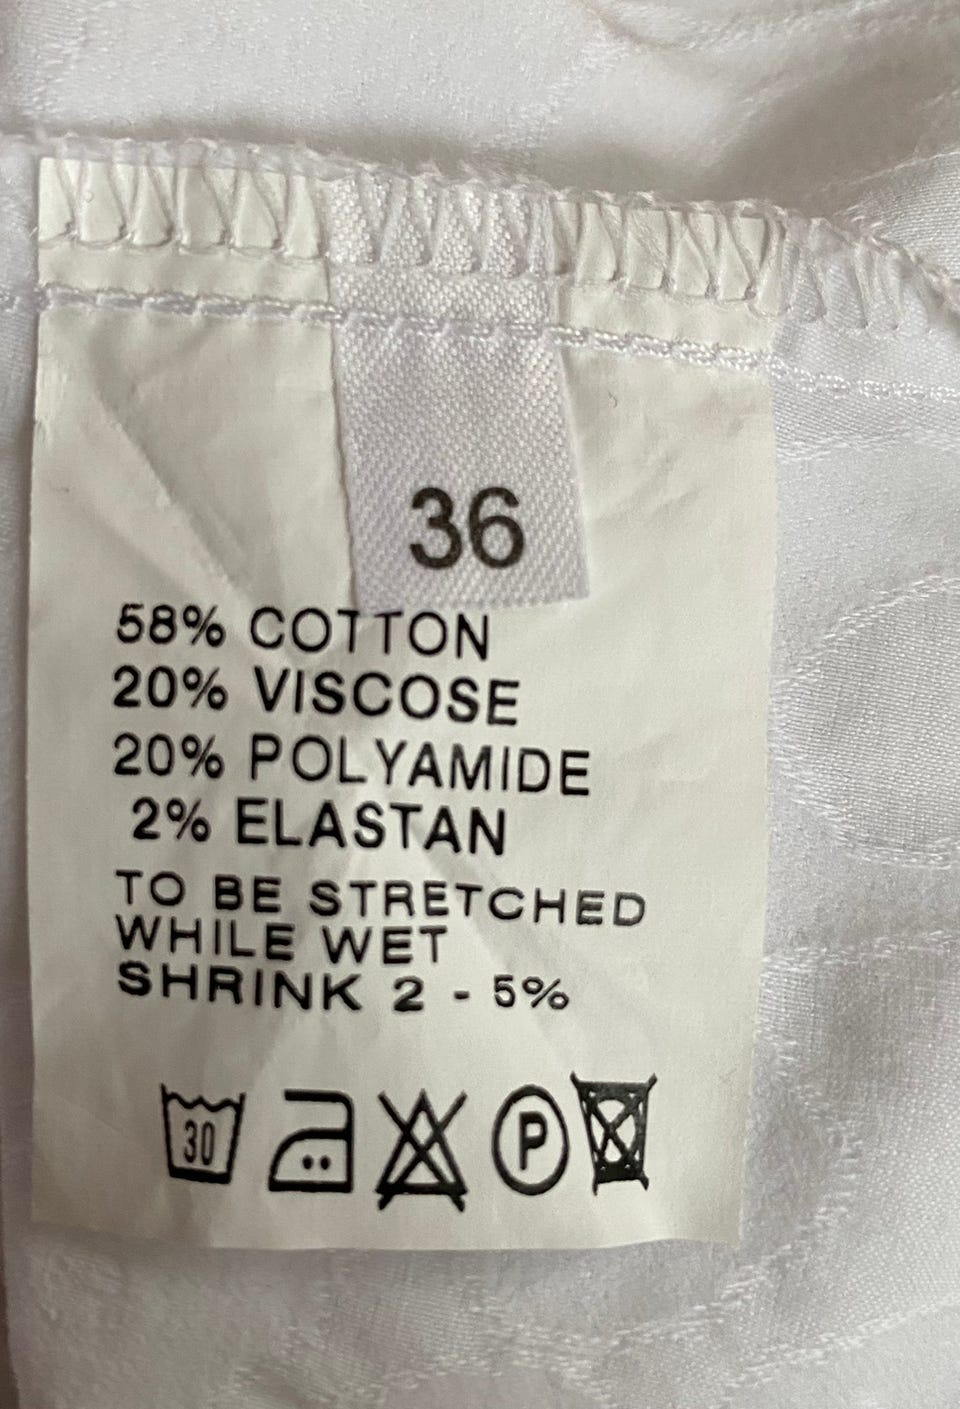 36
58% COTTON
20% VISCOSE
20% POLYAMIDE
2% ELASTAN
TO BE STRETCHED
WHILE WET
SHRINK 2 - 5%
30 P